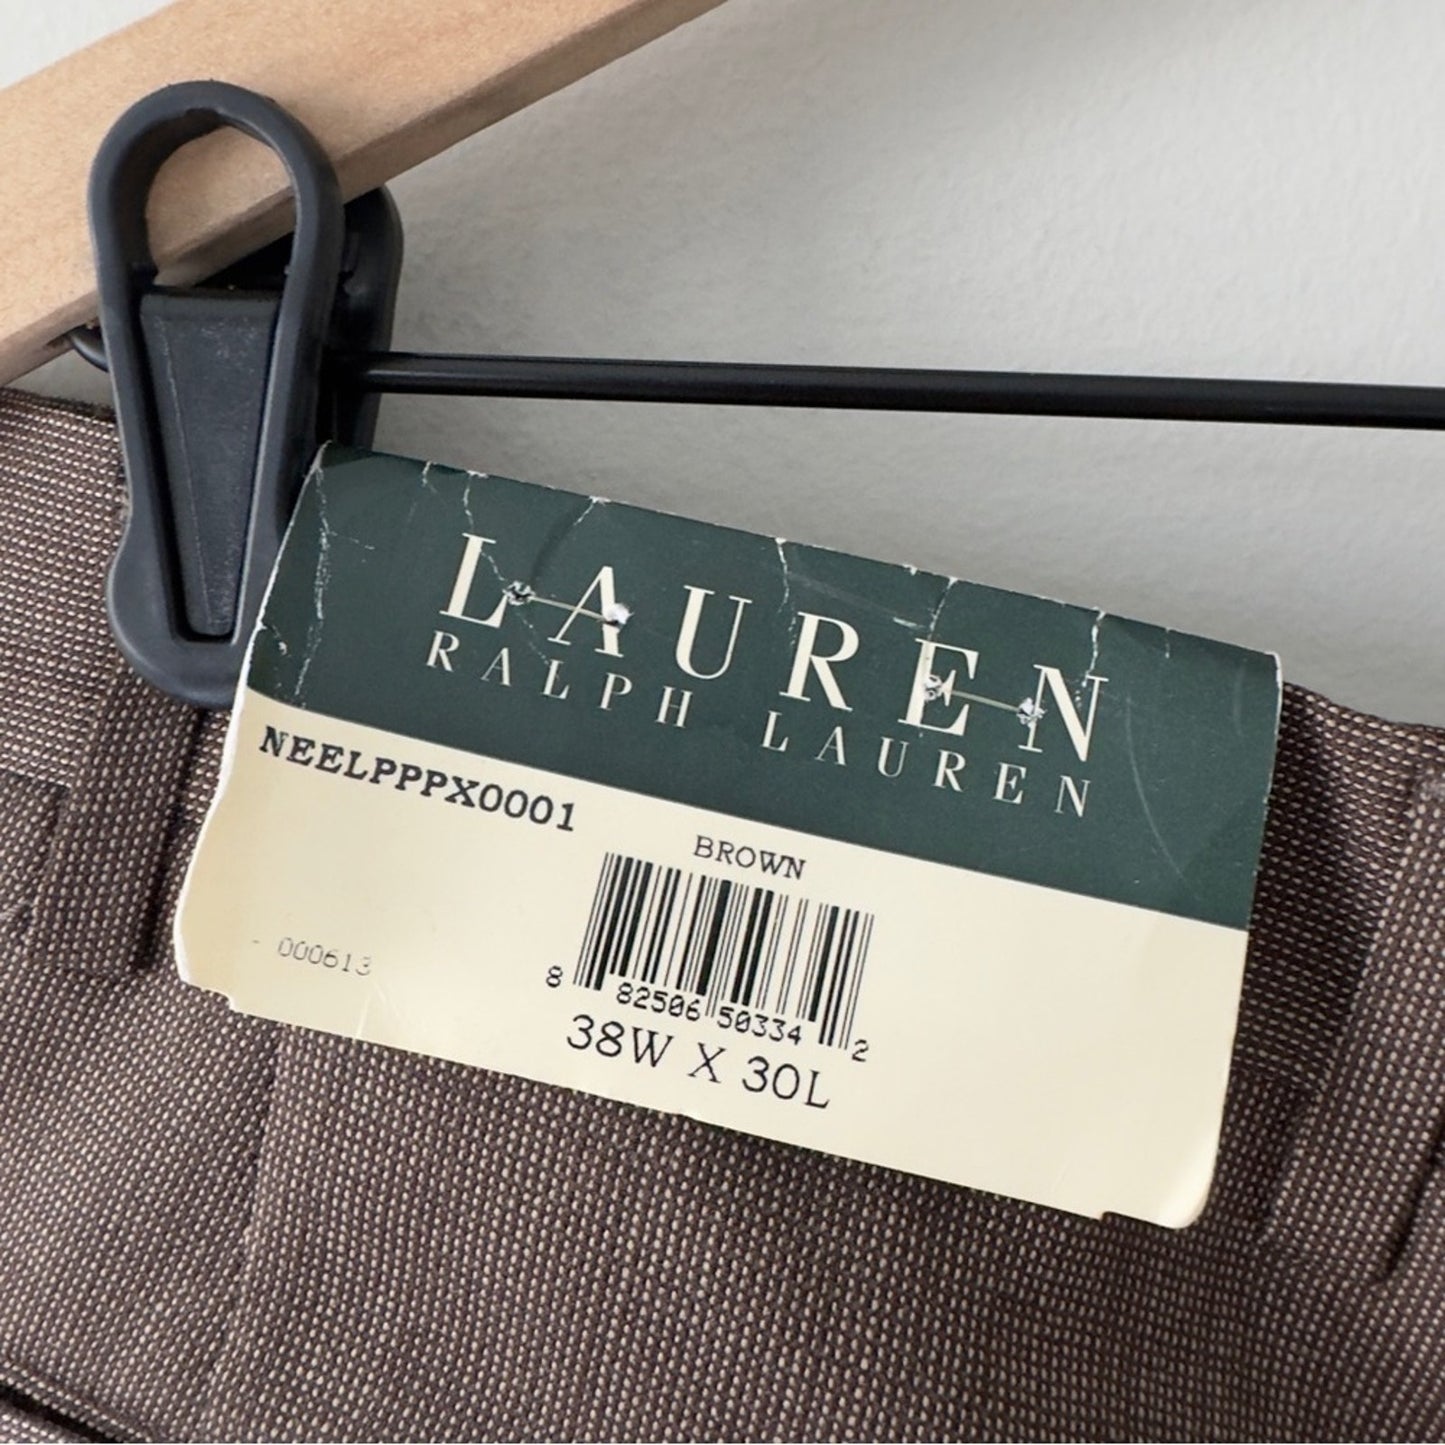 LAUREN
RALPH LAUREN
NEELPPPX0001
BROWN
000613
8 82506 50334 2
38W X 30L